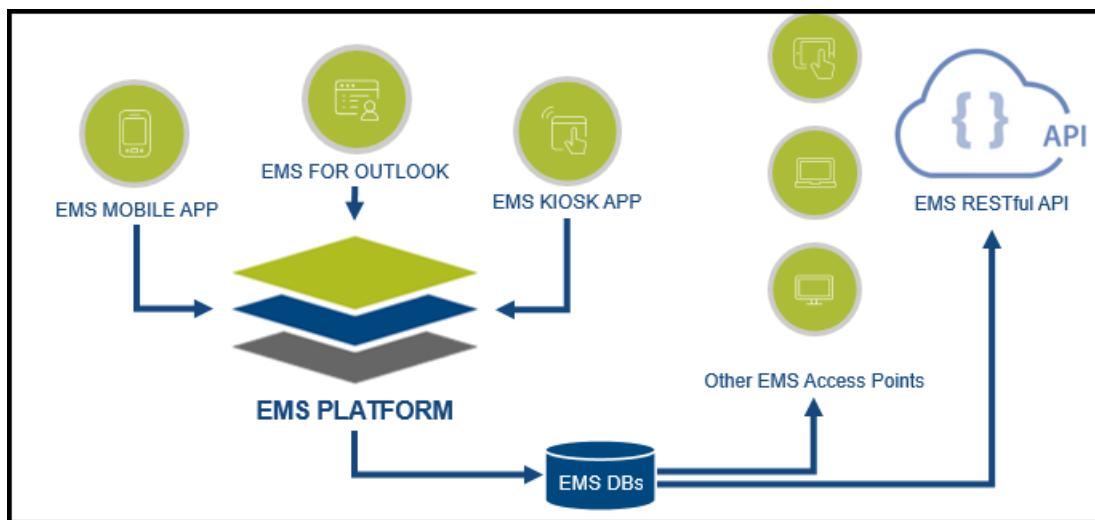 { } API
EMS FOR OUTLOOK
EMS MOBILE APP
EMS KIOSK APP
EMS RESTful API
Other EMS Access Points
EMS PLATFORM
EMS DBs